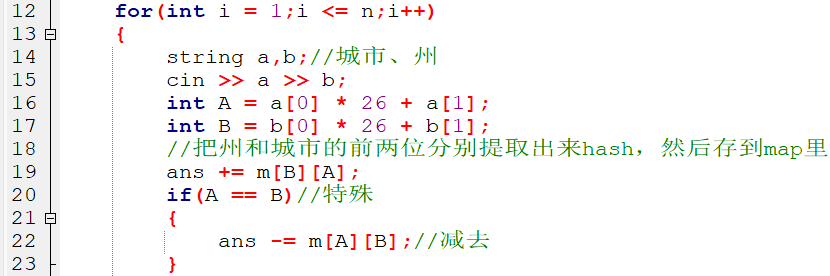 12 for(int i = 1;i <= n;i++)
13 {
14 string a,b;//城市、州
15 cin >> a >> b;
16 int A = a[0] * 26 + a[1];
17 int B = b[0] * 26 + b[1];
18 //把州和城市的前两位分别提取出来hash，然后存到map里
19 ans += m[B][A];
20 if(A == B)//特殊
21 {
22 ans -= m[A][B];//减去
23 }